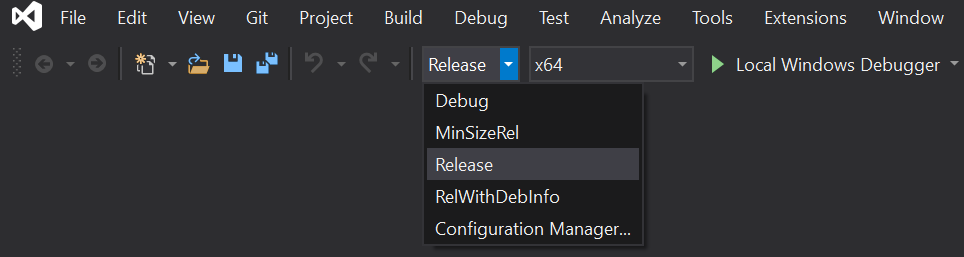 File Edit View Git Project Build Debug Test Analyze Tools Extensions Window
Release x64 Local Windows Debugger
Debug
MinSizeRel
Release
RelWithDebInfo
Configuration Manager...